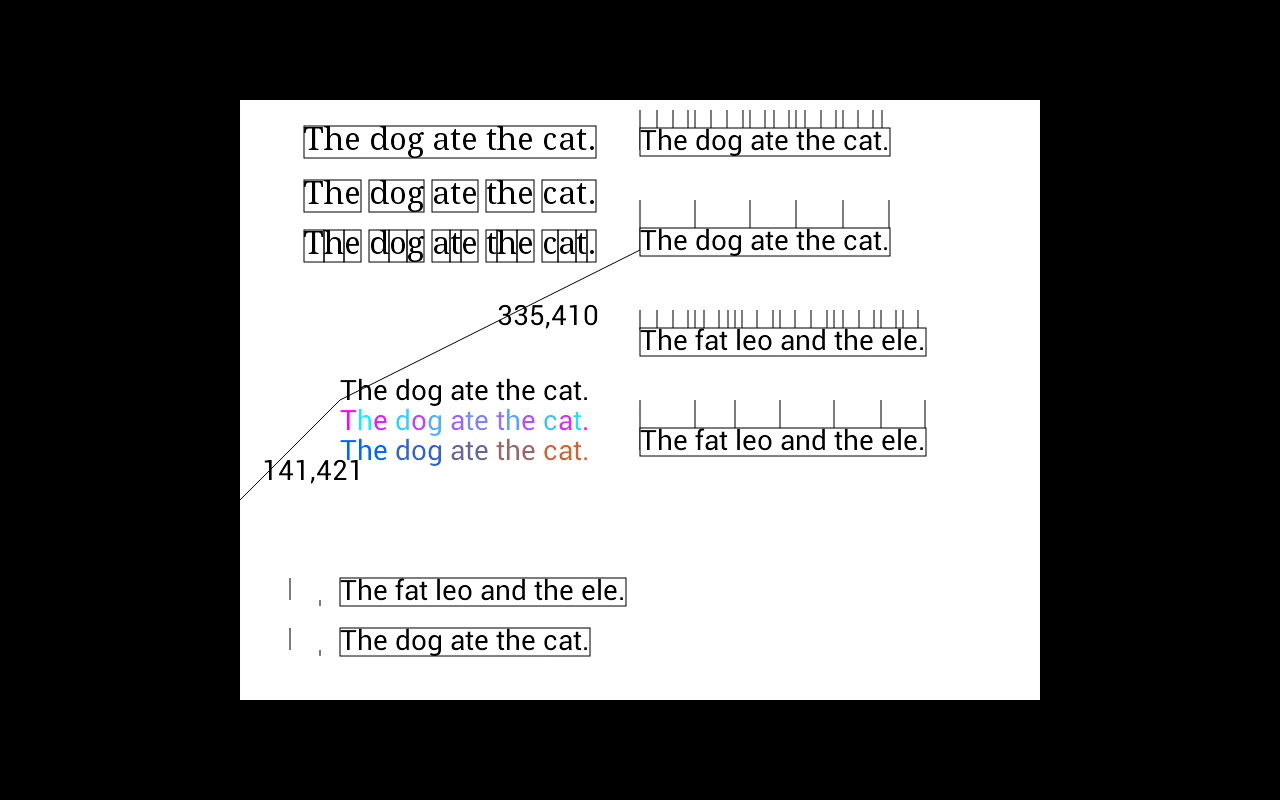 The dog ate the cat.
The dog ate the cat.
The dog ate the cat.
335,410
The dog ate the cat.
The dog ate the cat.
The dog ate the cat.
141,421
The fat leo and the ele.
The dog ate the cat.
The dog ate the cat.
The dog ate the cat.
The fat leo and the ele.
The fat leo and the ele.